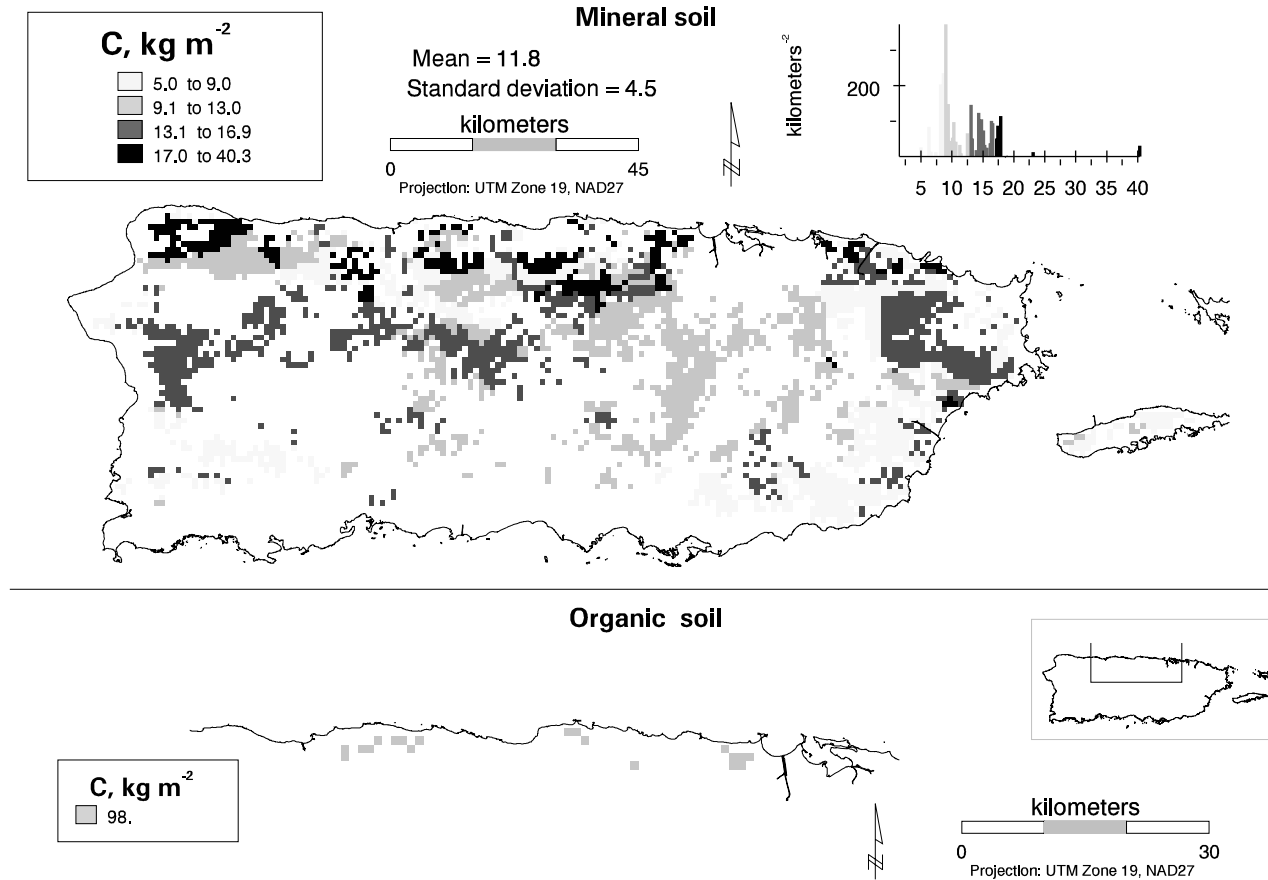 Mineral soil
C, kg m-2
5.0 to 9.0
9.1 to 13.0
13.1 to 16.9
17.0 to 40.3
Mean = 11.8
Standard deviation = 4.5
kilometers
0 45
Projection: UTM Zone 19, NAD27
N
kilometers-2
200
5 10 15 20 25 30 35 40
Organic soil
C, kg m-2
98.
N
kilometers
0 30
Projection: UTM Zone 19, NAD27